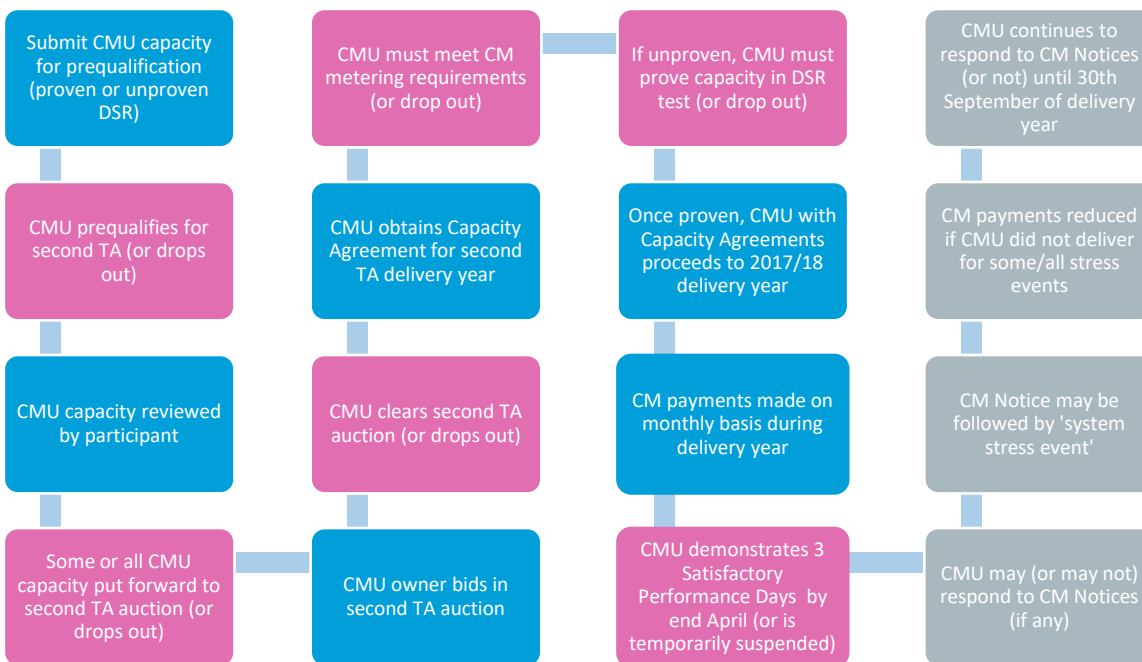 Submit CMU capacity
for prequalification
(proven or unproven
DSR)
CMU prequalifies for
second TA (or drops
out)
CMU capacity reviewed
by participant
Some or all CMU
capacity put forward to
second TA auction (or
drops out)
CMU owner bids in
second TA auction
CMU clears second TA
auction (or drops out)
CMU obtains Capacity
Agreement for second
TA delivery year
CMU must meet CM
metering requirements
(or drop out)
If unproven, CMU must
prove capacity in DSR
test (or drop out)
Once proven, CMU with
Capacity Agreements
proceeds to 2017/18
delivery year
CM payments made on
monthly basis during
delivery year
CMU demonstrates 3
Satisfactory
Performance Days by
end April (or is
temporarily suspended)
CMU may (or may not)
respond to CM Notices
(if any)
CM Notice may be
followed by 'system
stress event'
CM payments reduced
if CMU did not deliver
for some/all stress
events
CMU continues to
respond to CM Notices
(or not) until 30th
September of delivery
year